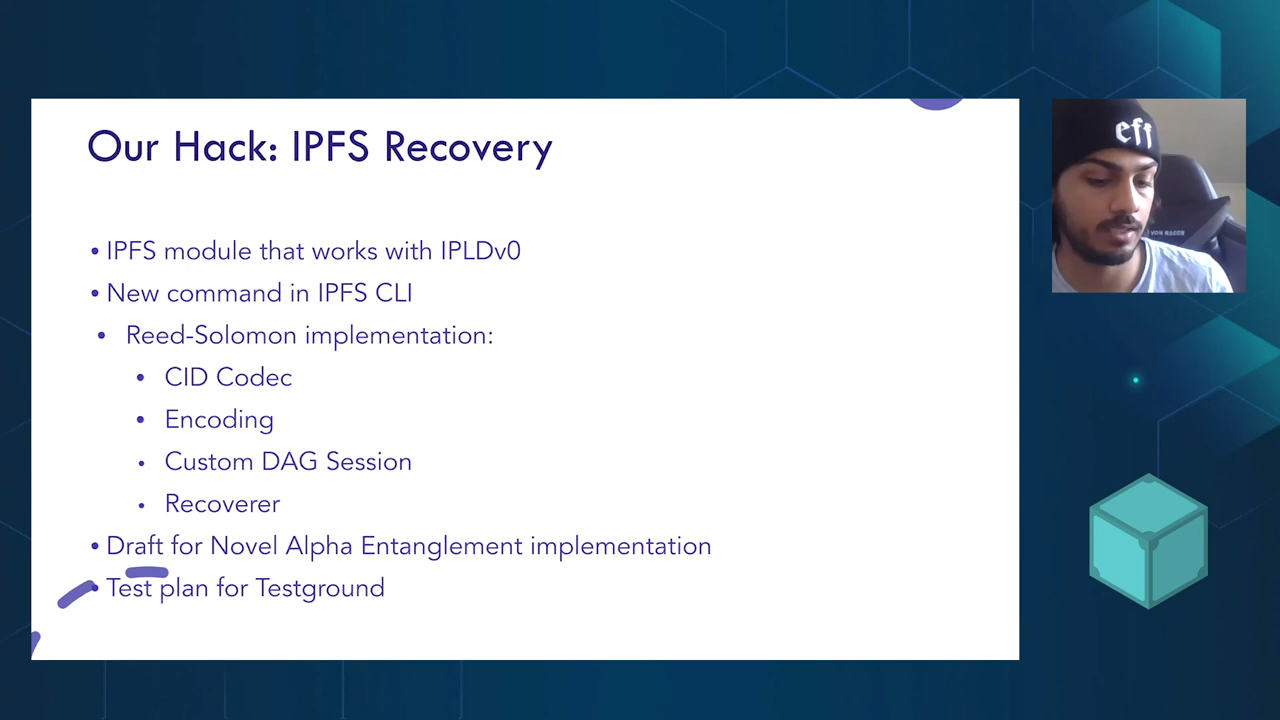 Our Hack: IPFS Recovery
• IPFS module that works with IPLDv0
• New command in IPFS CLI
• Reed-Solomon implementation:
• CID Codec
• Encoding
• Custom DAG Session
• Recoverer
• Draft for Novel Alpha Entanglement implementation
• Test plan for Testground
eff